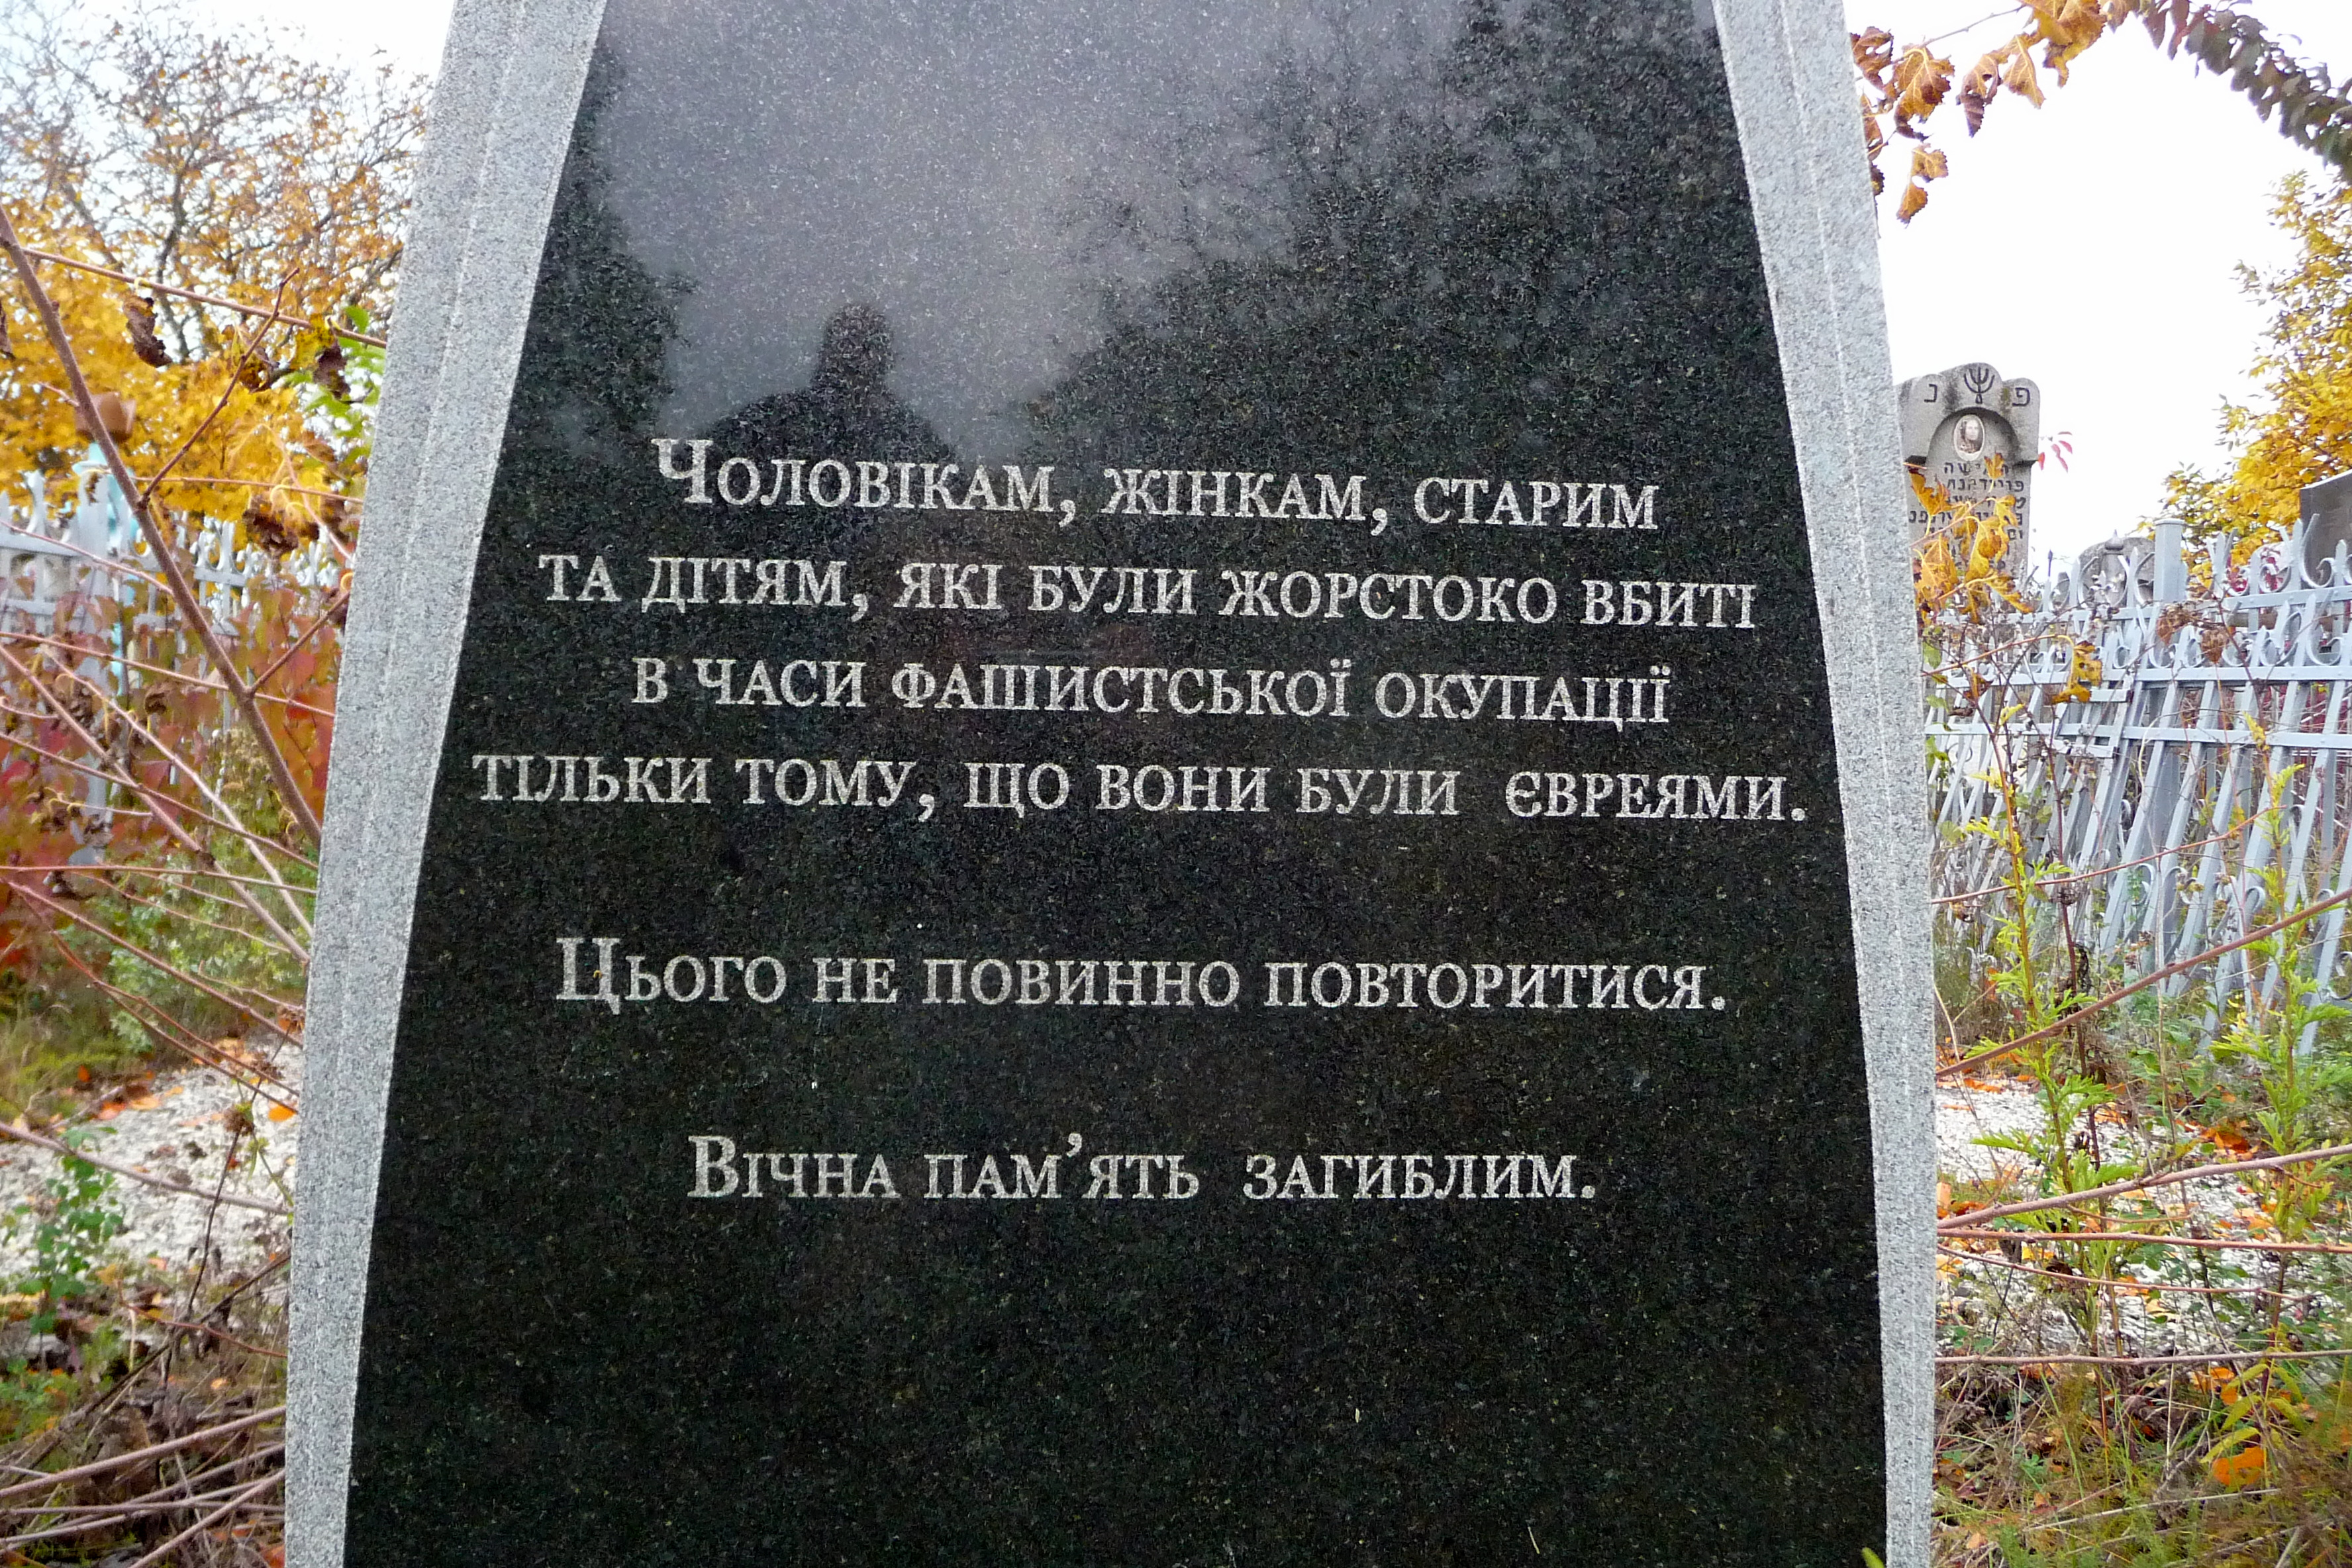 Чоловікам, жінкам, старим
та дітям, які були жорстоко вбиті
в часи фашистської окупації
тільки тому, що вони були євреями.
Цього не повинно повторитися.
Вічна пам'ять загиблим.
פ נ